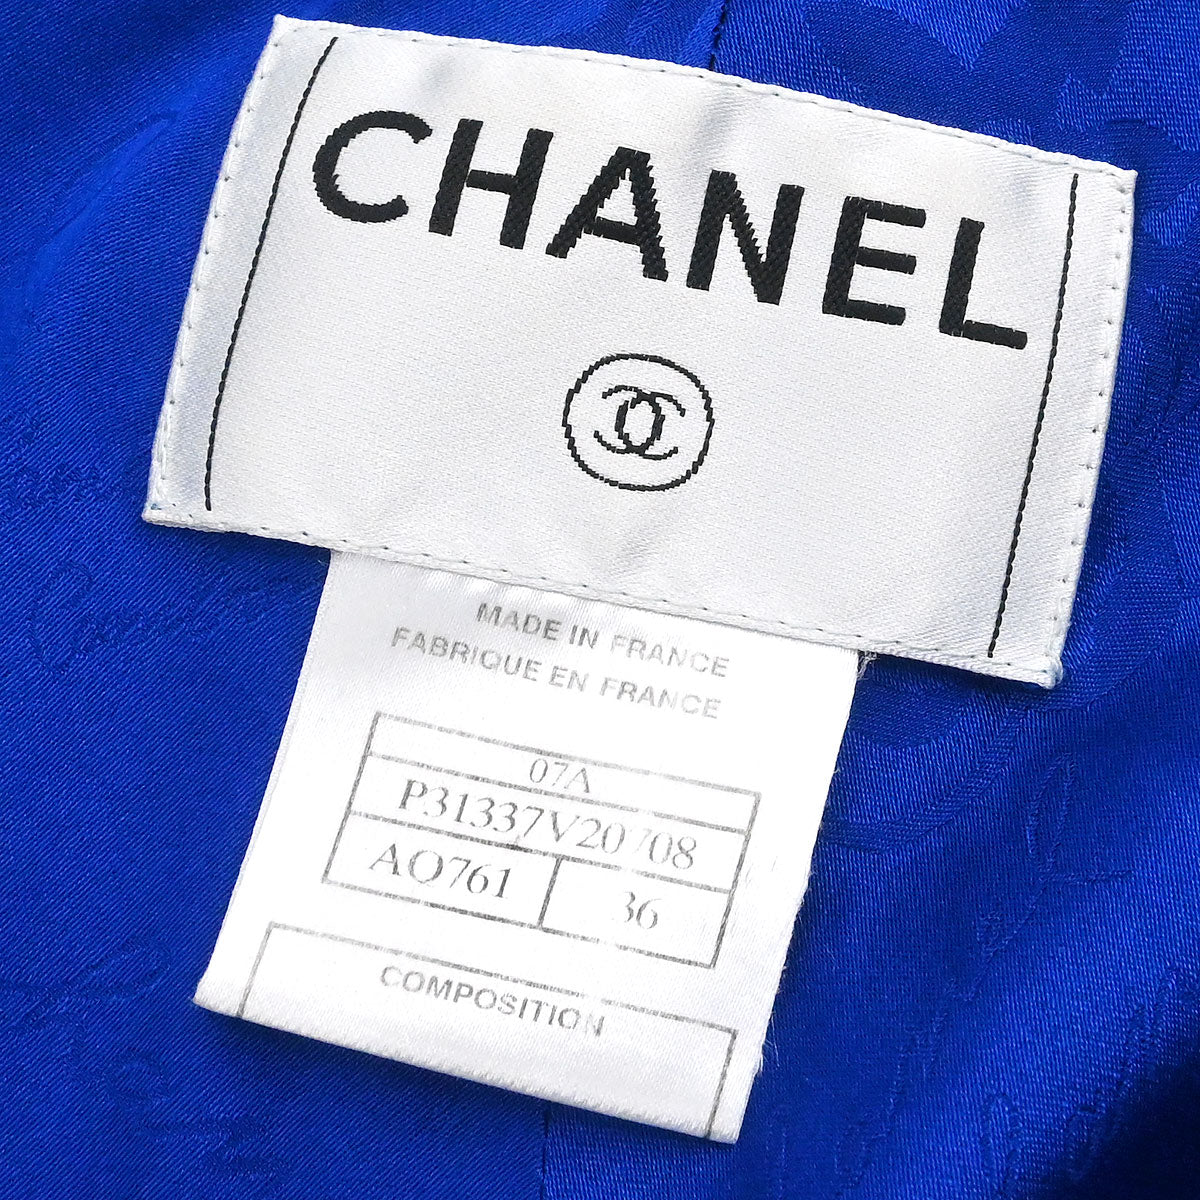 CHANEL
MADE IN FRANCE
FABRIQUE EN FRANCE
07A
P31337V20708
AO761 36
COMPOSITION